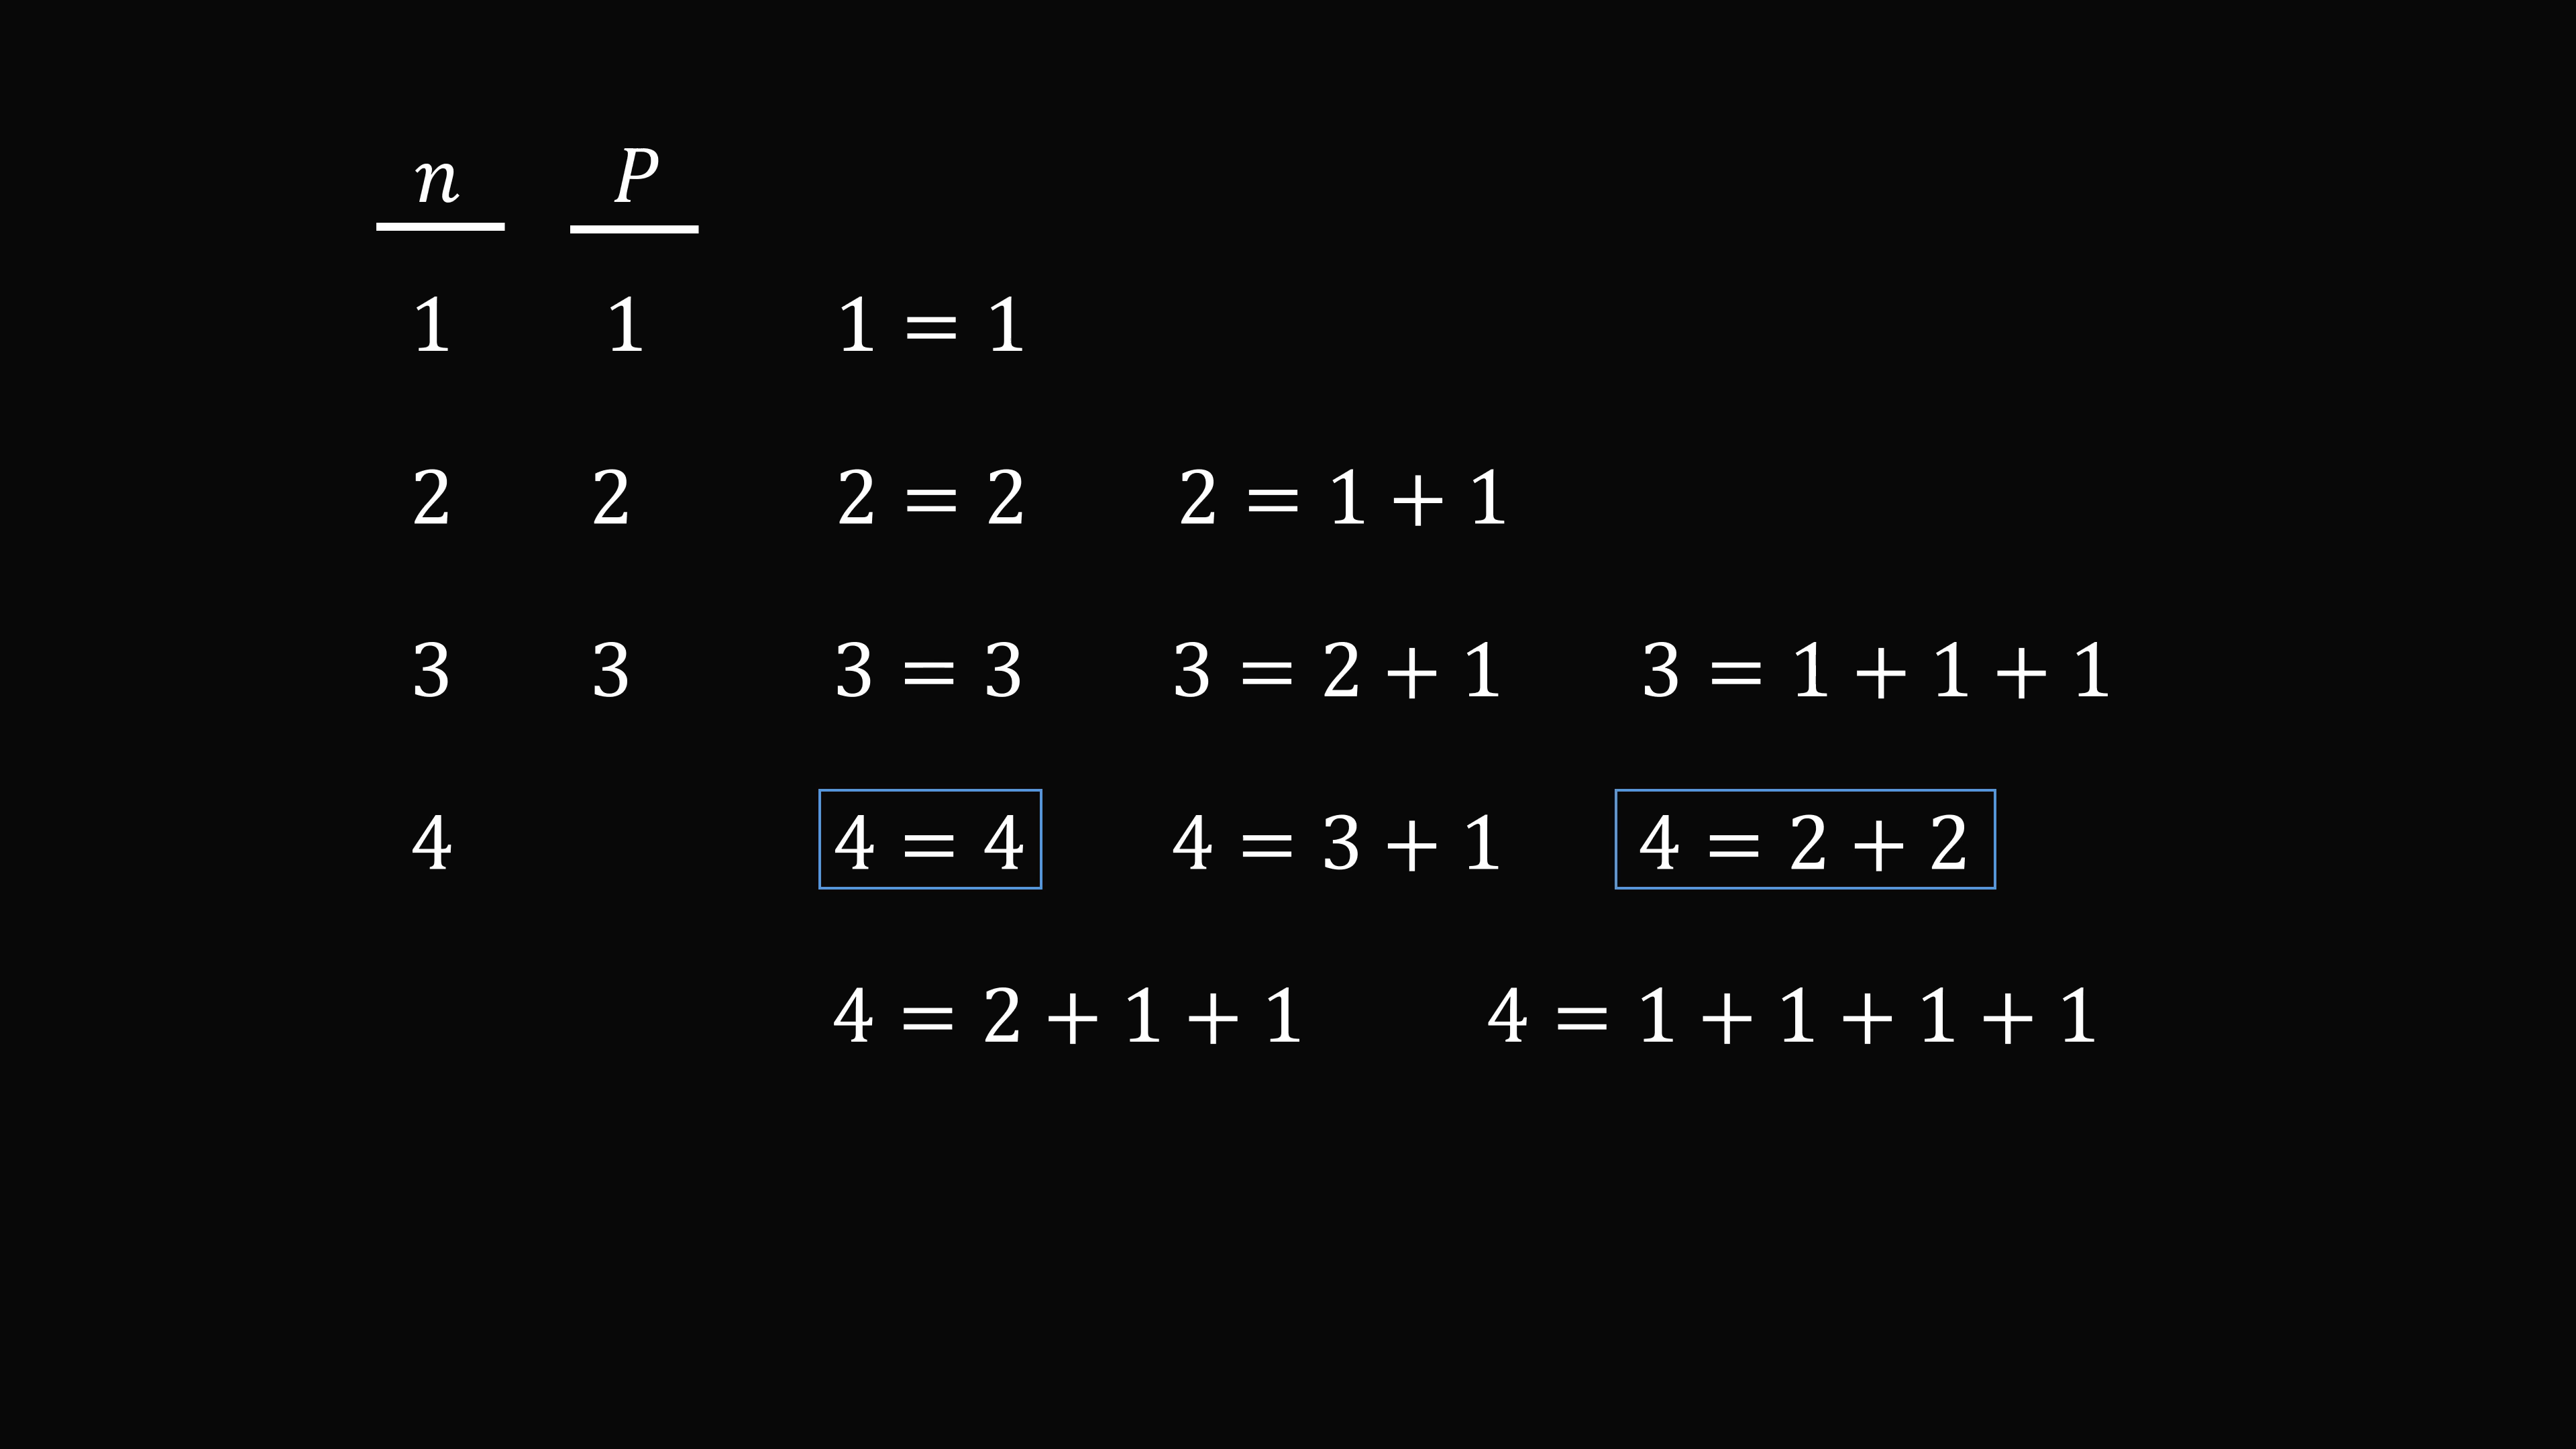 n P
1 1 1 = 1
2 2 2 = 2 2 = 1 + 1
3 3 3 = 3 3 = 2 + 1 3 = 1 + 1 + 1
4 4 = 4 4 = 3 + 1 4 = 2 + 2
4 = 2 + 1 + 1 4 = 1 + 1 + 1 + 1